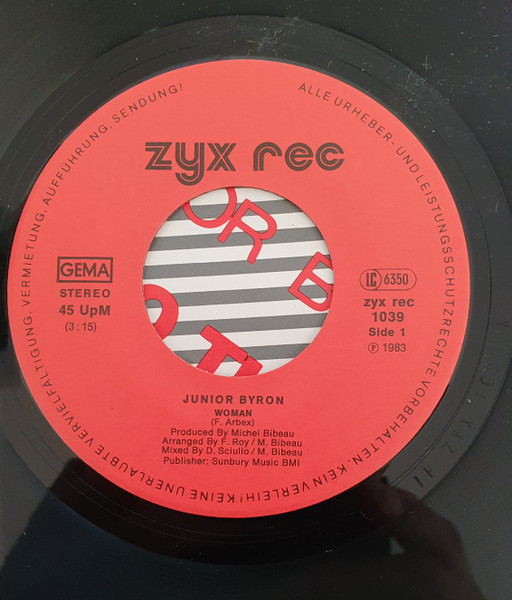 ALLE URHEBER- UND LEISTUNGSSCHUTZRECHTE VORBEHALTEN. KEIN VERLEIH! KEINE UNERLAUBTE VERVIELFÄLTIGUNG, VERMIETUNG, AUFFÜHRUNG, SENDUNG!
zyx rec
OR B
O T
GEMA
STEREO
45 UpM
(3:15)
LC 6350
zyx rec
1039
Side 1
℗ 1983
JUNIOR BYRON
WOMAN
(F. Arbex)
Produced By Michel Bibeau
Arranged By F. Roy / M. Bibeau
Mixed By D. Sciullo / M. Bibeau
Publisher: Sunbury Music BMI